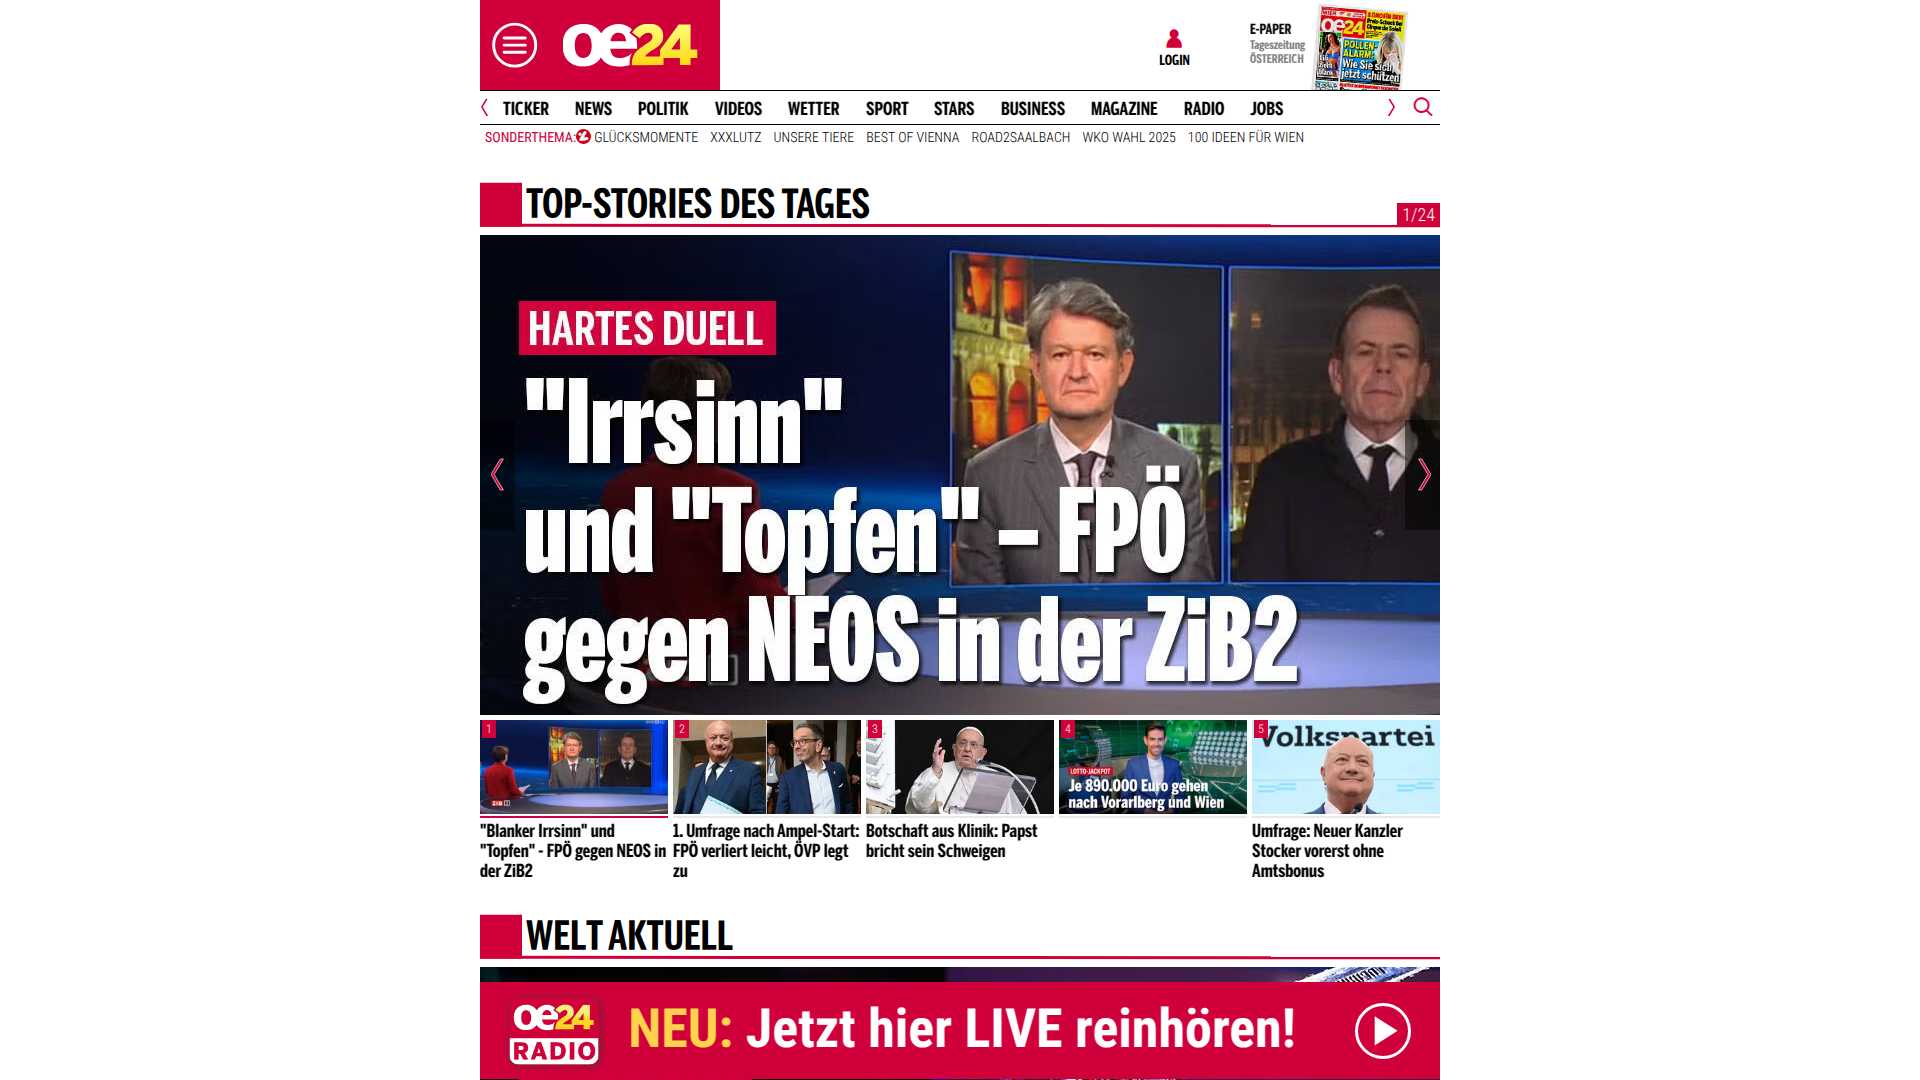 oe24
LOGIN
E-PAPER
Tageszeitung
ÖSTERREICH
oe24
POLLEN-
ALARM:
Wie Sie sich
jetzt schützen
TICKER NEWS POLITIK VIDEOS WETTER SPORT STARS BUSINESS MAGAZINE RADIO JOBS
SONDERTHEMA: GLÜCKSMOMENTE XXXLUTZ UNSERE TIERE BEST OF VIENNA ROAD2SAALBACH WKO WAHL 2025 100 IDEEN FÜR WIEN
TOP-STORIES DES TAGES
1/24
HARTES DUELL
"Irrsinn"
und "Topfen" – FPÖ
gegen NEOS in der ZiB2
1
2
3
4
5
Volkspartei
ZIB 2
LOTTO-JACKPOT
Je 890.000 Euro gehen
nach Vorarlberg und Wien
"Blanker Irrsinn" und
"Topfen" - FPÖ gegen NEOS in
der ZiB2
1. Umfrage nach Ampel-Start:
FPÖ verliert leicht, ÖVP legt
zu
Botschaft aus Klinik: Papst
bricht sein Schweigen
Umfrage: Neuer Kanzler
Stocker vorerst ohne
Amtsbonus
WELT AKTUELL
oe24
RADIO
NEU: Jetzt hier LIVE reinhören!